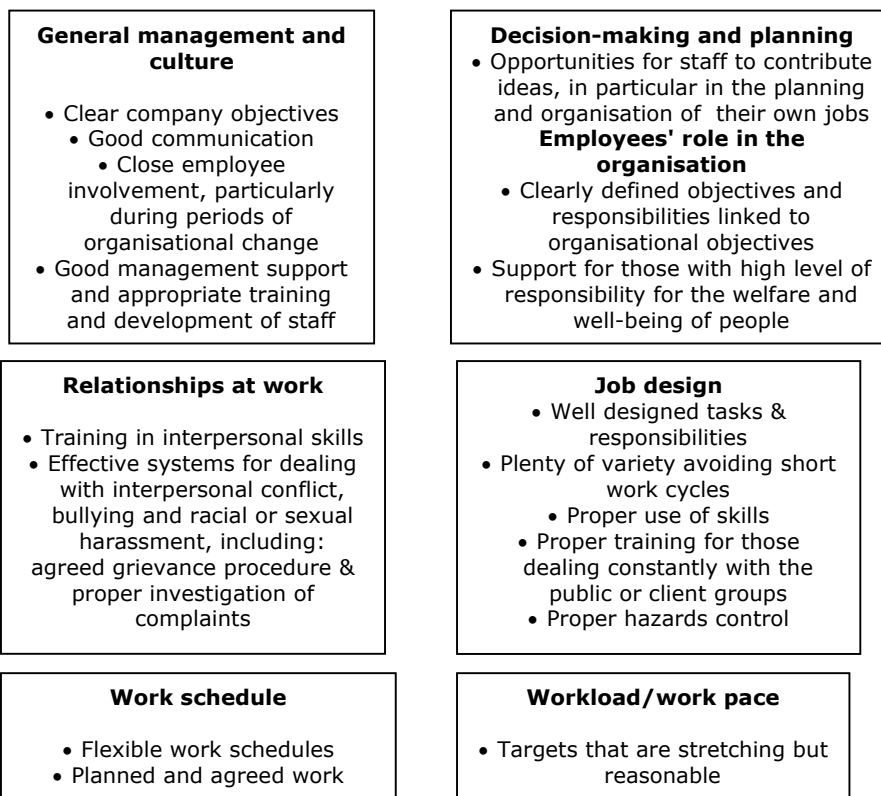 General management and
culture
• Clear company objectives
• Good communication
• Close employee
involvement, particularly
during periods of
organisational change
• Good management support
and appropriate training
and development of staff
Decision-making and planning
• Opportunities for staff to contribute
ideas, in particular in the planning
and organisation of their own jobs
Employees' role in the
organisation
• Clearly defined objectives and
responsibilities linked to
organisational objectives
• Support for those with high level of
responsibility for the welfare and
well-being of people
Relationships at work
• Training in interpersonal skills
• Effective systems for dealing
with interpersonal conflict,
bullying and racial or sexual
harassment, including:
agreed grievance procedure &
proper investigation of
complaints
Job design
• Well designed tasks &
responsibilities
• Plenty of variety avoiding short
work cycles
• Proper use of skills
• Proper training for those
dealing constantly with the
public or client groups
• Proper hazards control
Work schedule
• Flexible work schedules
• Planned and agreed work
Workload/work pace
• Targets that are stretching but
reasonable